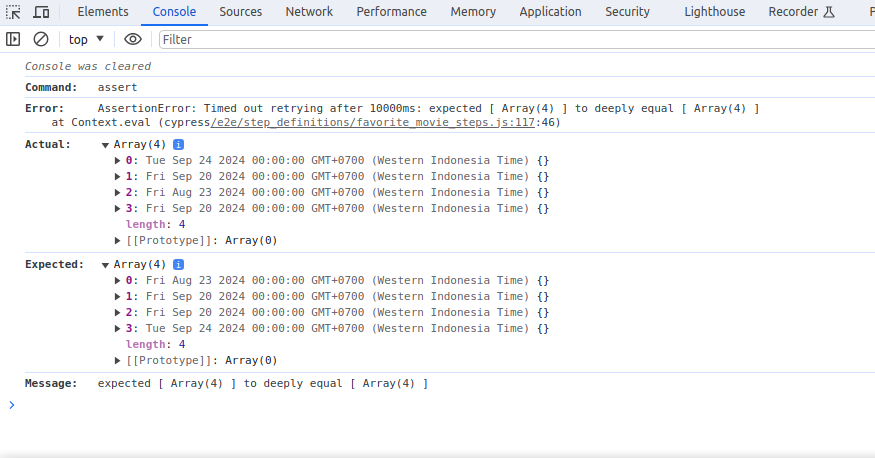 Elements Console Sources Network Performance Memory Application Security Lighthouse Recorder P
top Filter
Console was cleared
Command: assert
Error: AssertionError: Timed out retrying after 10000ms: expected [ Array(4) ] to deeply equal [ Array(4) ]
at Context.eval (cypress/e2e/step_definitions/favorite_movie_steps.js:117:46)
Actual: Array(4) i
0: Tue Sep 24 2024 00:00:00 GMT+0700 (Western Indonesia Time) {}
1: Fri Sep 20 2024 00:00:00 GMT+0700 (Western Indonesia Time) {}
2: Fri Aug 23 2024 00:00:00 GMT+0700 (Western Indonesia Time) {}
3: Fri Sep 20 2024 00:00:00 GMT+0700 (Western Indonesia Time) {}
length: 4
[[Prototype]]: Array(0)
Expected: Array(4) i
0: Fri Aug 23 2024 00:00:00 GMT+0700 (Western Indonesia Time) {}
1: Fri Sep 20 2024 00:00:00 GMT+0700 (Western Indonesia Time) {}
2: Fri Sep 20 2024 00:00:00 GMT+0700 (Western Indonesia Time) {}
3: Tue Sep 24 2024 00:00:00 GMT+0700 (Western Indonesia Time) {}
length: 4
[[Prototype]]: Array(0)
Message: expected [ Array(4) ] to deeply equal [ Array(4) ]